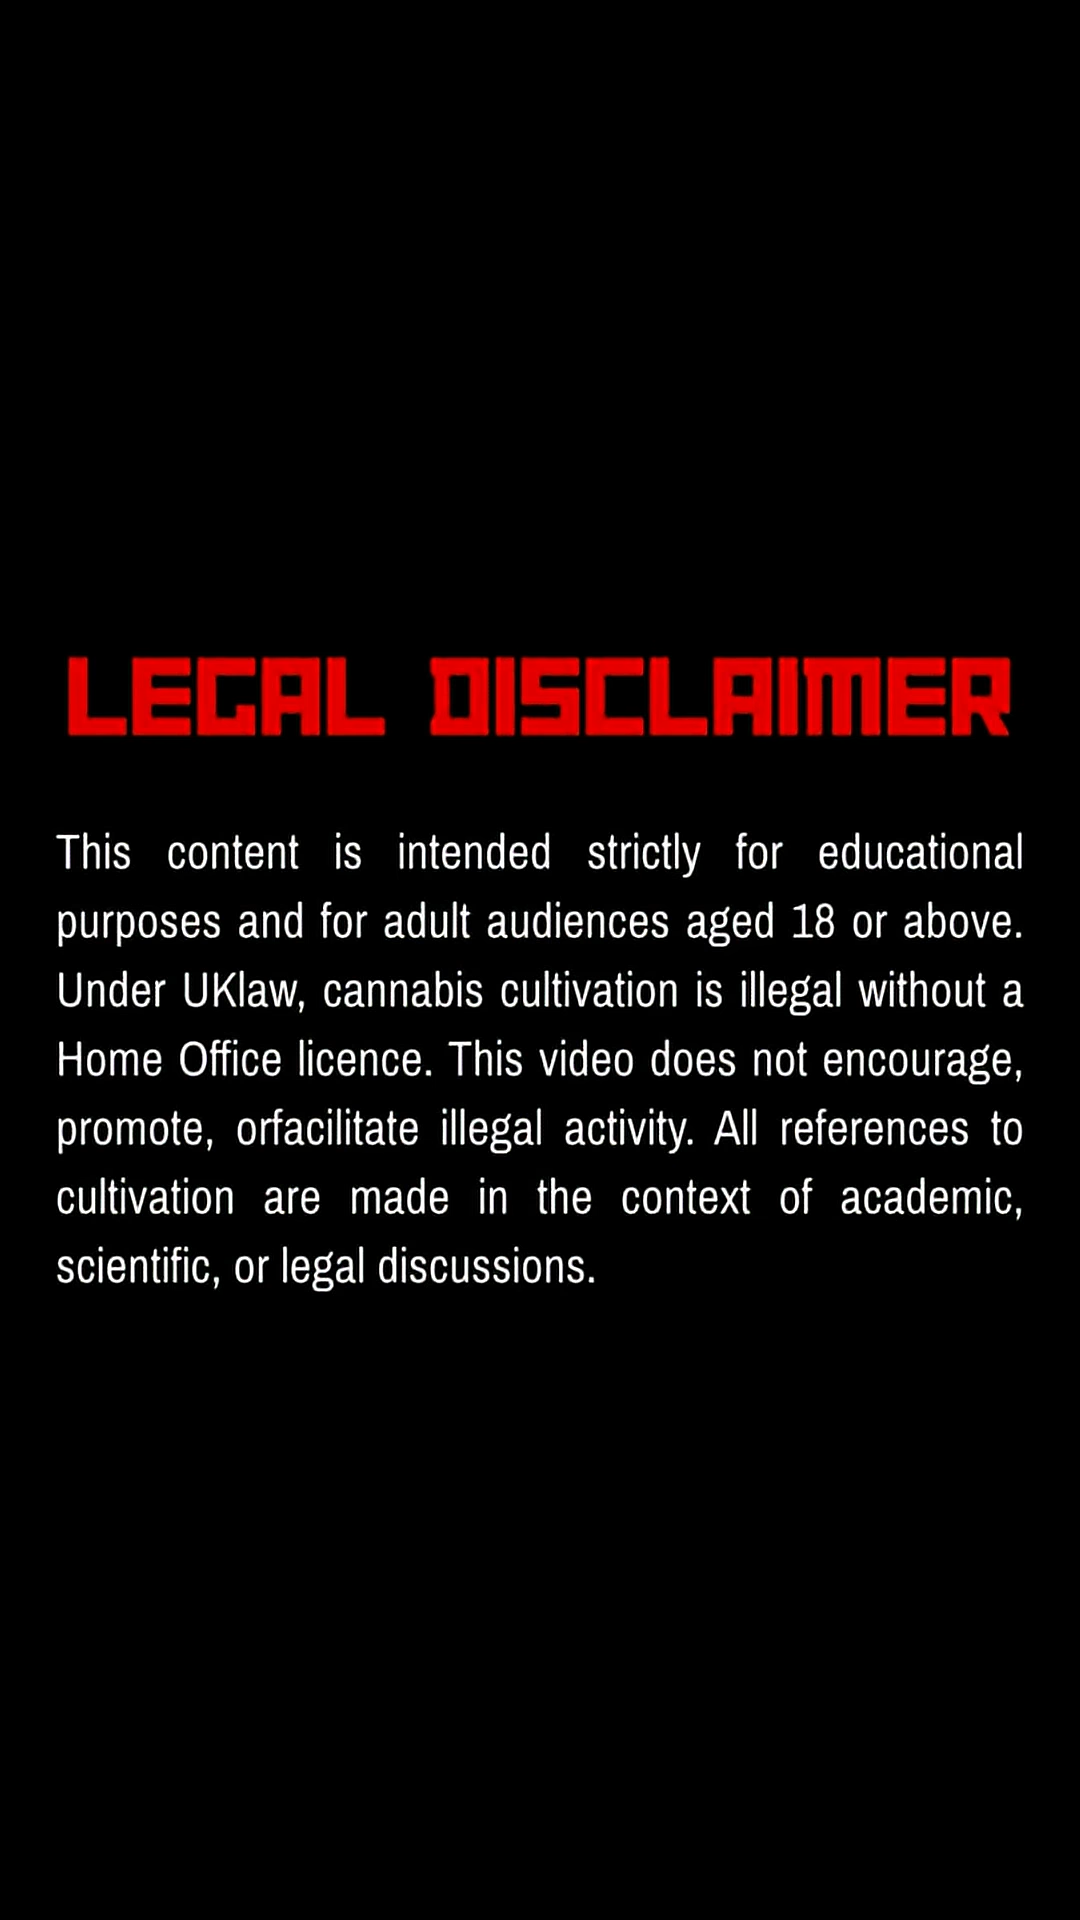 LEGAL DISCLAIMER
This content is intended strictly for educational
purposes and for adult audiences aged 18 or above.
Under UKlaw, cannabis cultivation is illegal without a
Home Office licence. This video does not encourage,
promote, orfacilitate illegal activity. All references to
cultivation are made in the context of academic,
scientific, or legal discussions.